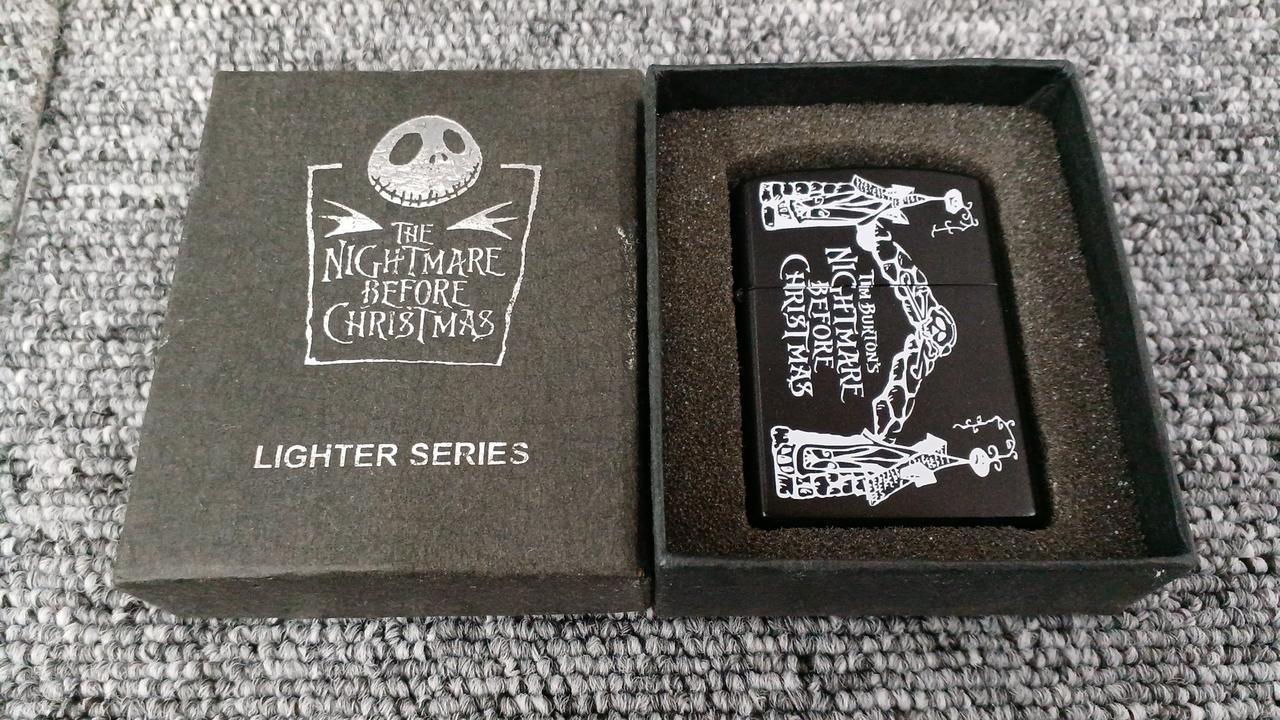 THE
NIGHTMARE
BEFORE
CHRISTMAS
LIGHTER SERIES
TIM BURTON'S
NIGHTMARE
BEFORE
CHRISTMAS